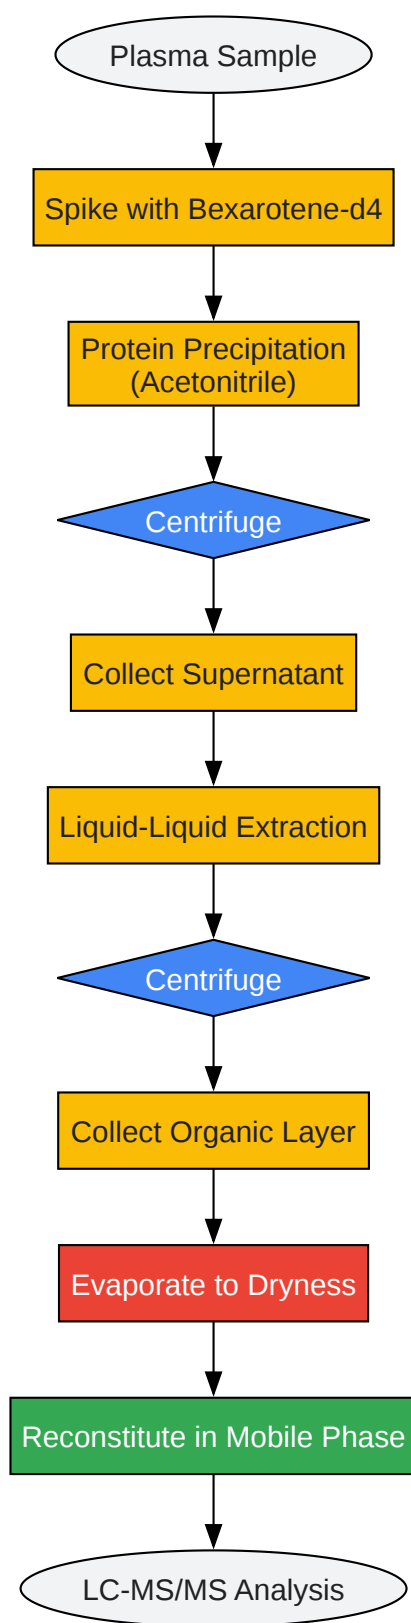 Plasma Sample
Spike with Bexarotene-d4
Protein Precipitation
(Acetonitrile)
Centrifuge
Collect Supernatant
Liquid-Liquid Extraction
Centrifuge
Collect Organic Layer
Evaporate to Dryness
Reconstitute in Mobile Phase
LC-MS/MS Analysis